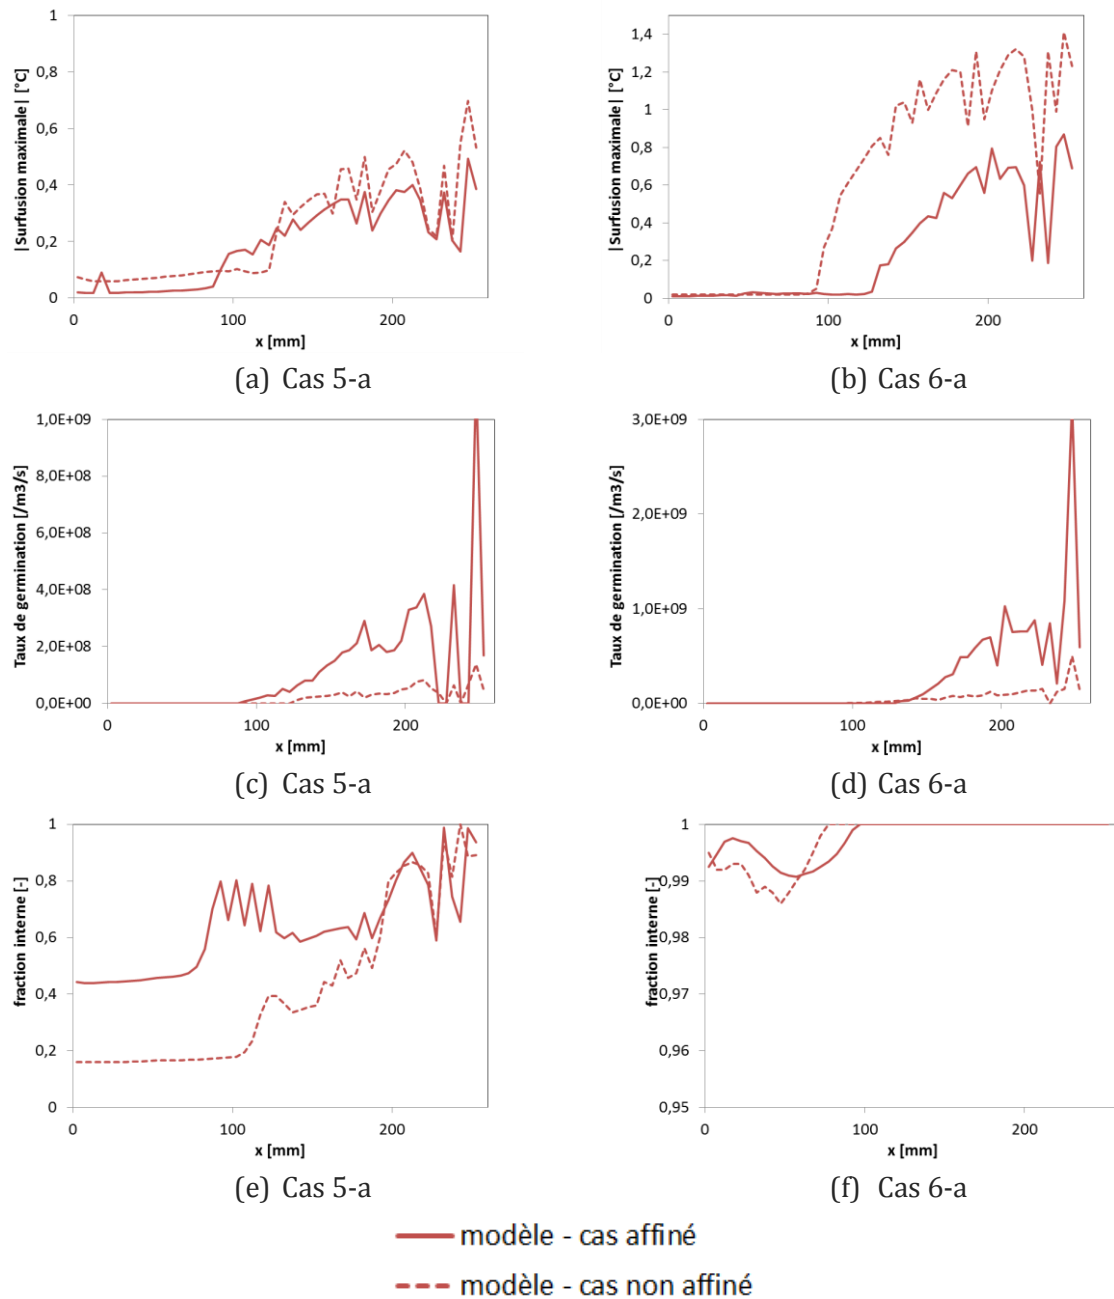 |Surfusion maximale| [°C]
1
0,8
0,6
0,4
0,2
0
0
100
200
x [mm]
(a) Cas 5-a
|Surfusion maximale| [°C]
1,4
1,2
1
0,8
0,6
0,4
0,2
0
0
100
200
x [mm]
(b) Cas 6-a
Taux de germination [/m3/s]
1,0E+09
8,0E+08
6,0E+08
4,0E+08
2,0E+08
0,0E+00
0
100
200
x [mm]
(c) Cas 5-a
Taux de germination [/m3/s]
3,0E+09
2,0E+09
1,0E+09
0,0E+00
0
100
200
x [mm]
(d) Cas 6-a
fraction interne [-]
1
0,8
0,6
0,4
0,2
0
0
100
200
x [mm]
(e) Cas 5-a
fraction interne [-]
1
0,99
0,98
0,97
0,96
0,95
0
100
200
x [mm]
(f) Cas 6-a
modèle - cas affiné
modèle - cas non affiné